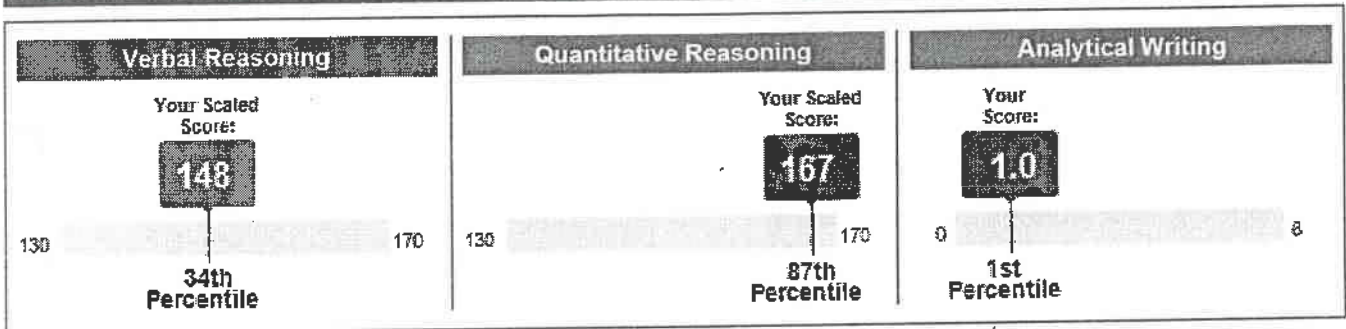 Verbal Reasoning
Your Scaled
Score:
148
130
170
34th
Percentile
Quantitative Reasoning
Your Scaled
Score:
167
130
170
87th
Percentile
Analytical Writing
Your
Score:
1.0
0
6
1st
Percentile